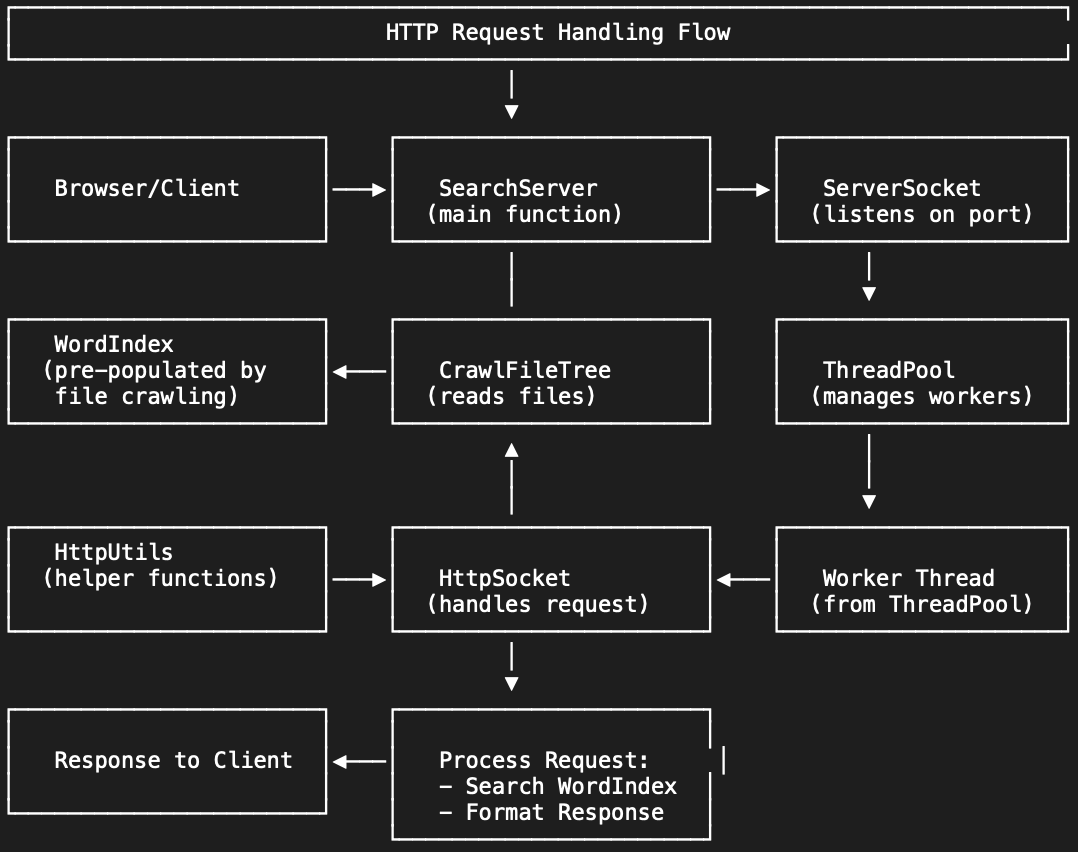 HTTP Request Handling Flow
Browser/Client
SearchServer
(main function)
ServerSocket
(listens on port)
WordIndex
(pre-populated by
file crawling)
CrawlFileTree
(reads files)
ThreadPool
(manages workers)
HttpUtils
(helper functions)
HttpSocket
(handles request)
Worker Thread
(from ThreadPool)
Response to Client
Process Request:
- Search WordIndex
- Format Response